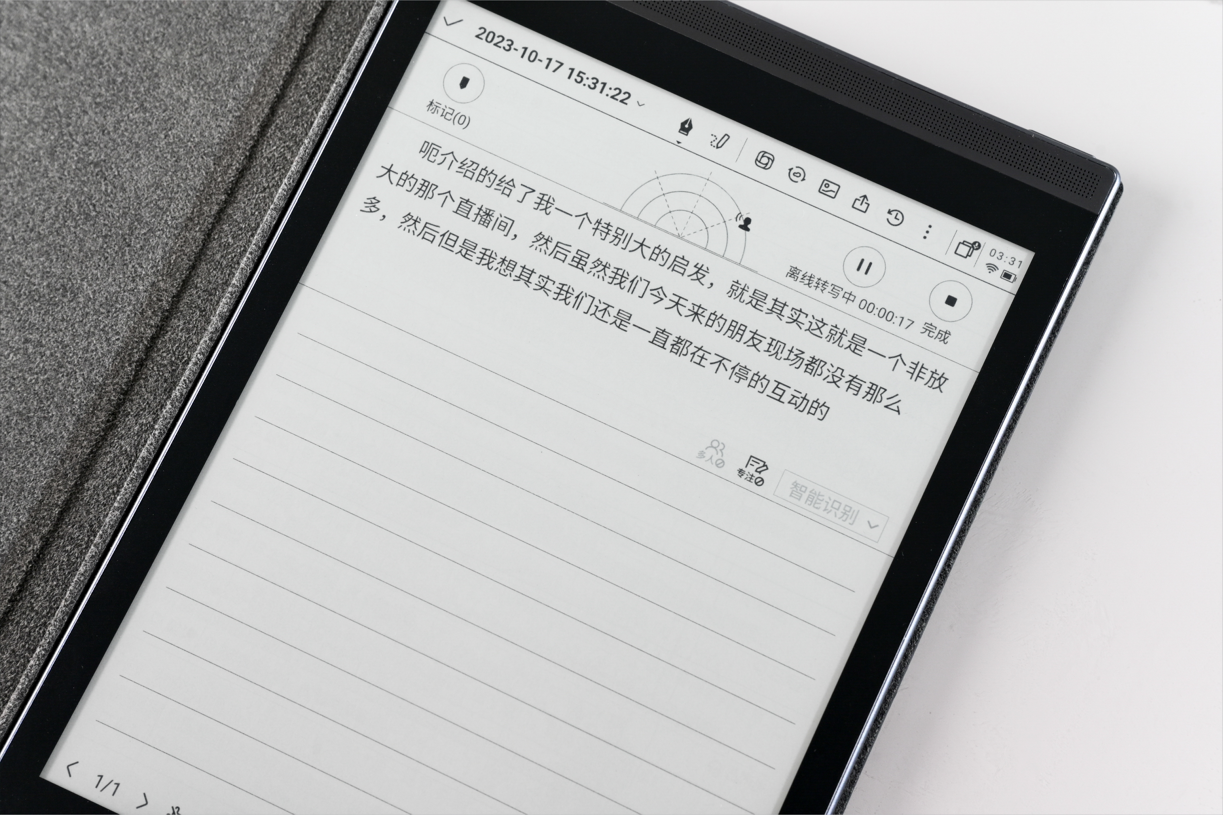 2023-10-17 15:31:22
03:31
标记(0)
离线转写中 00:00:17
完成
呃介绍的给了我一个特别大的启发，就是其实这就是一个非放
大的那个直播间，然后虽然我们今天来的朋友现场都没有那么
多，然后但是我想其实我们还是一直都在不停的互动的
多人
专注
智能识别
1/1